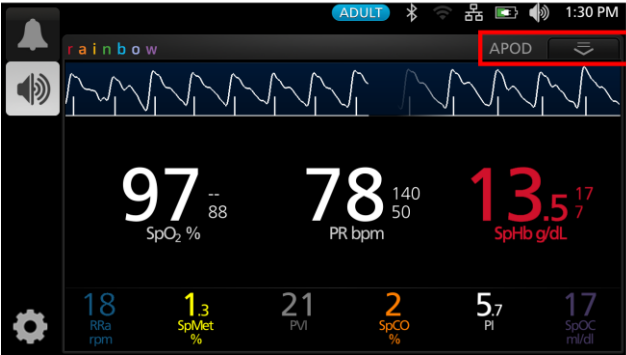 ADULT 1:30 PM
rainbow APOD
97 -- 88 78 140 50 13.5 17 7
SpO₂ % PR bpm SpHb g/dL
18 1.3 21 2 5.7 17
RRa SpMet PVI SpCO PI SpOC
rpm % % ml/dl